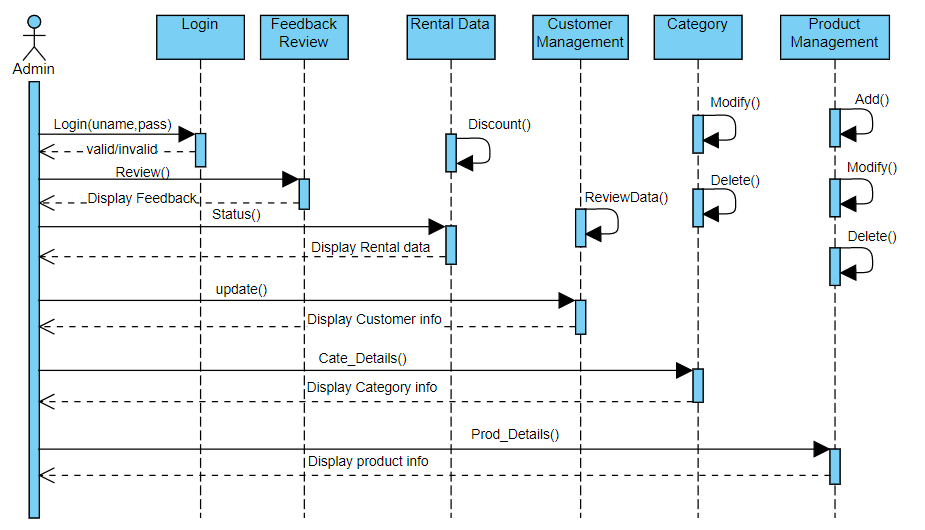 Login
Feedback
Review
Rental Data
Customer
Management
Category
Product
Management
Admin
Add()
Modify()
Login(uname,pass)
Discount()
valid/invalid
Review()
Modify()
Delete()
Display Feedback
ReviewData()
Status()
Delete()
Display Rental data
update()
Display Customer info
Cate_Details()
Display Category info
Prod_Details()
Display product info